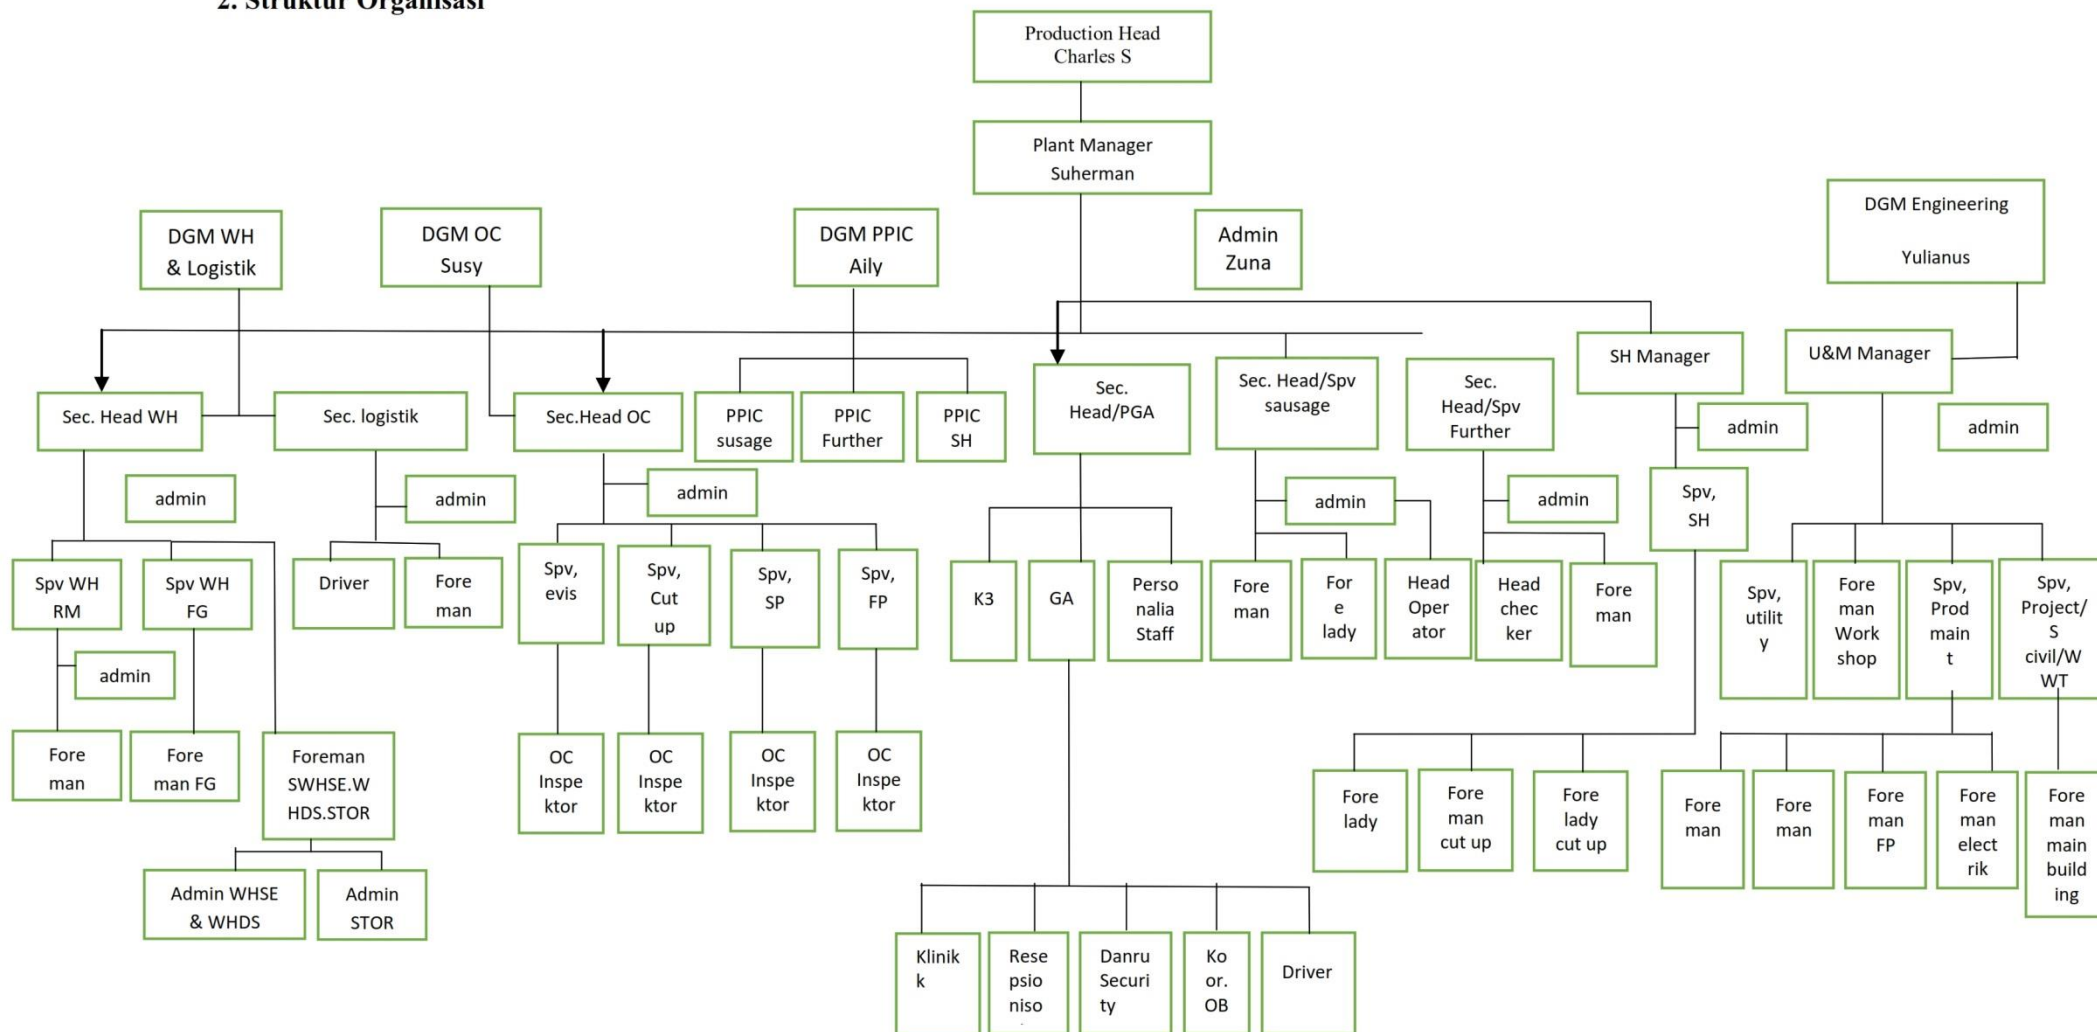 2. Struktur Organisasi
Production Head
Charles S
Plant Manager
Suherman
DGM WH
& Logistik
DGM OC
Susy
DGM PPIC
Aily
Admin
Zuna
DGM Engineering
Yulianus
Sec. Head WH
Sec. logistik
Sec.Head OC
PPIC
susage
PPIC
Further
PPIC
SH
Sec.
Head/PGA
Sec. Head/Spv
sausage
Sec.
Head/Spv
Further
SH Manager
U&M Manager
admin
admin
admin
admin
admin
admin
admin
Spv,
SH
Spv WH
RM
Spv WH
FG
Driver
Fore
man
Spv,
evis
Spv,
Cut
up
Spv,
SP
Spv,
FP
K3
GA
Perso
nalia
Staff
Fore
man
For
e
lady
Head
Oper
ator
Head
chec
ker
Fore
man
Spv,
utilit
y
Fore
man
Work
shop
Spv,
Prod
main
t
Spv,
Project/
S
civil/W
WT
admin
Fore
man
Fore
man FG
Foreman
SWHSE.W
HDS.STOR
OC
Inspe
ktor
OC
Inspe
ktor
OC
Inspe
ktor
OC
Inspe
ktor
Fore
lady
Fore
man
cut up
Fore
lady
cut up
Fore
man
Fore
man
Fore
man
FP
Fore
man
elect
rik
Fore
man
main
build
ing
Admin WHSE
& WHDS
Admin
STOR
Klinik
k
Rese
psio
niso
Danru
Securi
ty
Ko
or.
OB
Driver